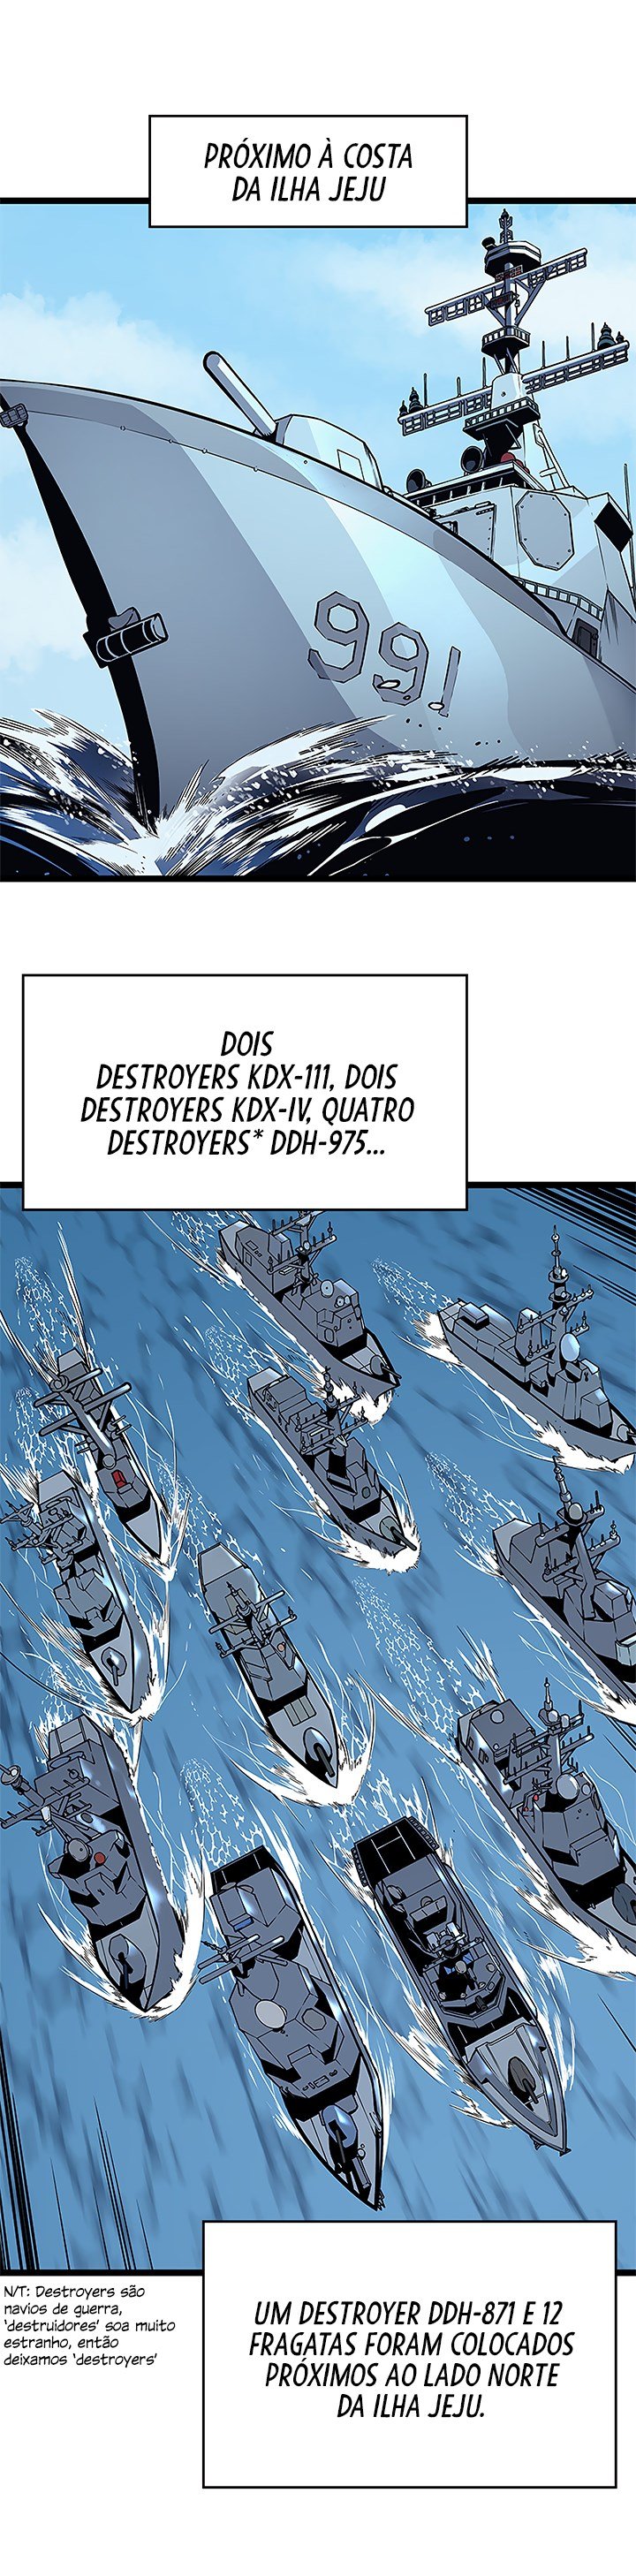 PRÓXIMO À COSTA
DA ILHA JEJU
991
DOIS
DESTROYERS KDX-111, DOIS
DESTROYERS KDX-IV, QUATRO
DESTROYERS* DDH-975...
N/T: Destroyers são
navios de guerra,
'destruidores' soa muito
estranho, então
deixamos 'destroyers'
UM DESTROYER DDH-871 E 12
FRAGATAS FORAM COLOCADOS
PRÓXIMOS AO LADO NORTE
DA ILHA JEJU.